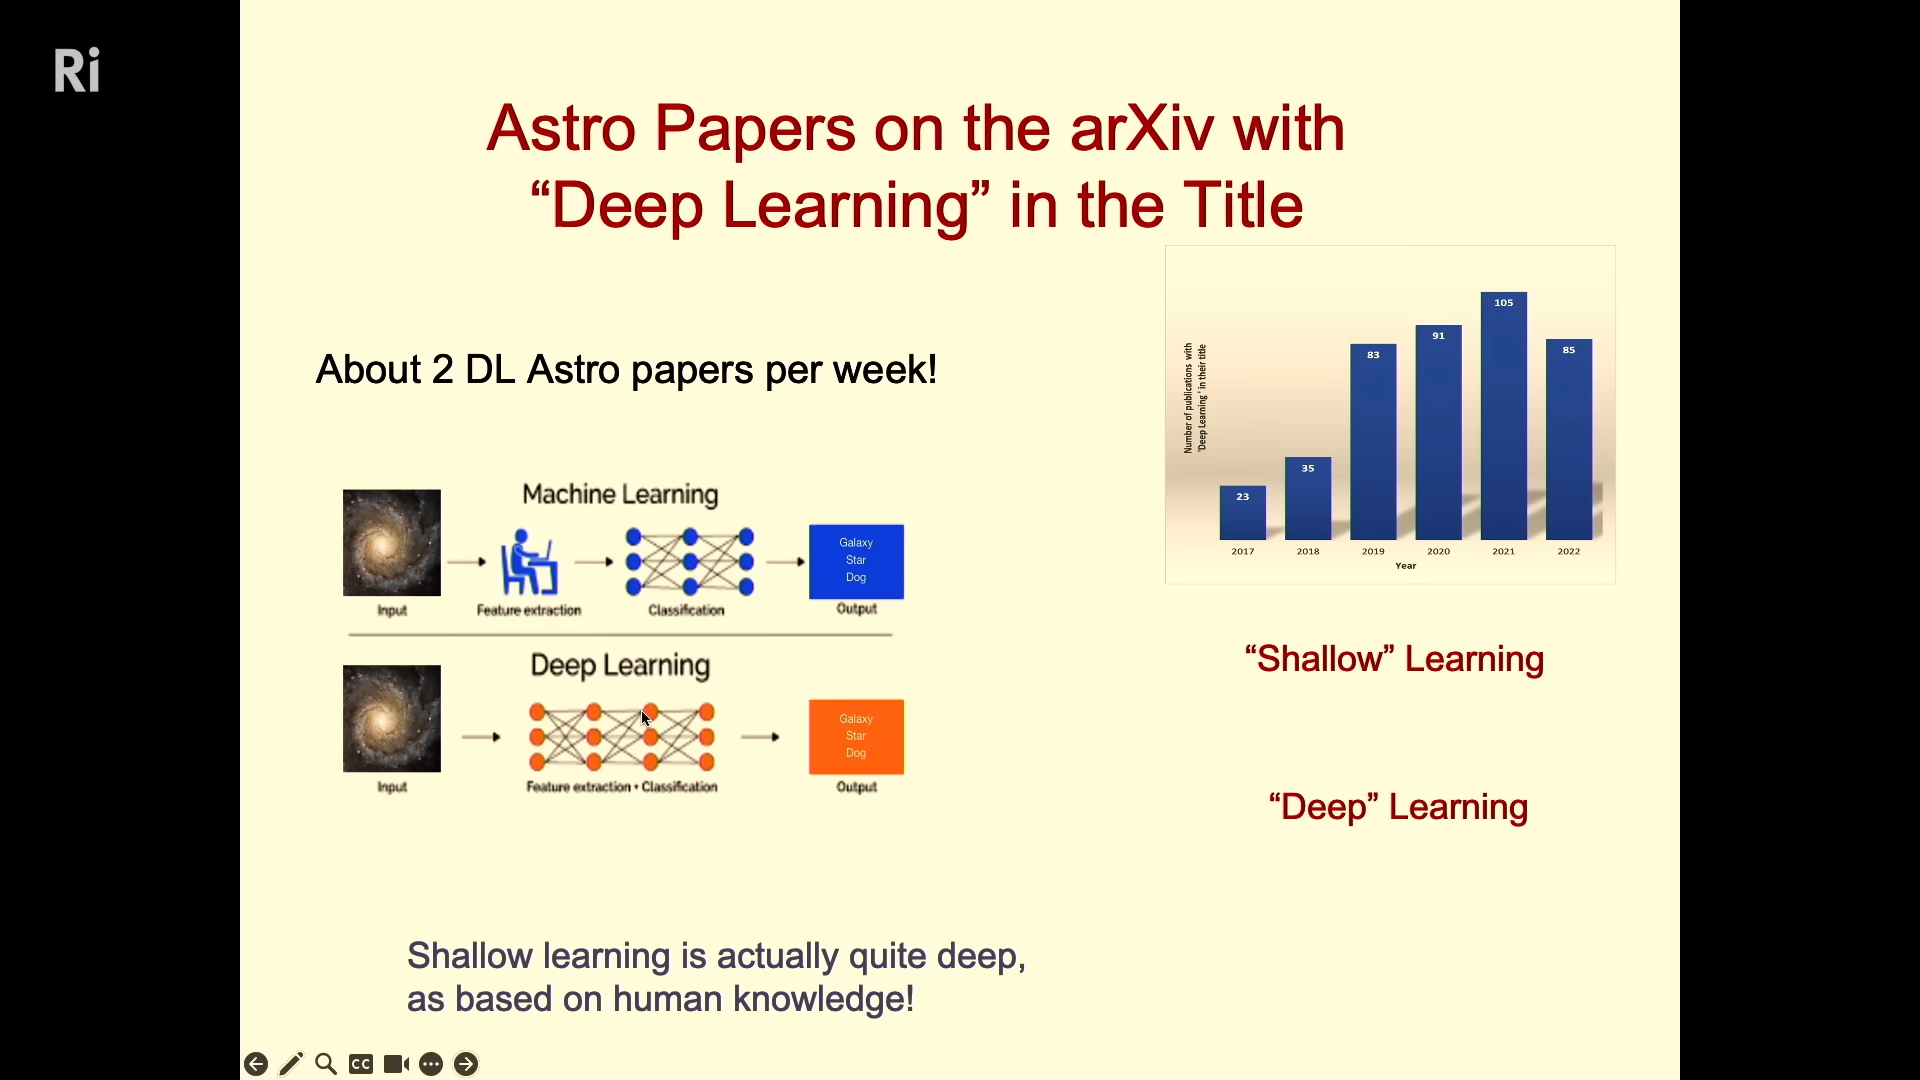 Ri
Astro Papers on the arXiv with
“Deep Learning” in the Title
About 2 DL Astro papers per week!
Number of publications with
'Deep Learning ' in their title
23
35
83
91
105
85
2017
2018
2019
2020
2021
2022
Year
Machine Learning
Input
Feature extraction
Classification
Galaxy
Star
Dog
Output
Deep Learning
Input
Feature extraction + Classification
Galaxy
Star
Dog
Output
“Shallow” Learning
“Deep” Learning
Shallow learning is actually quite deep,
as based on human knowledge!
CC